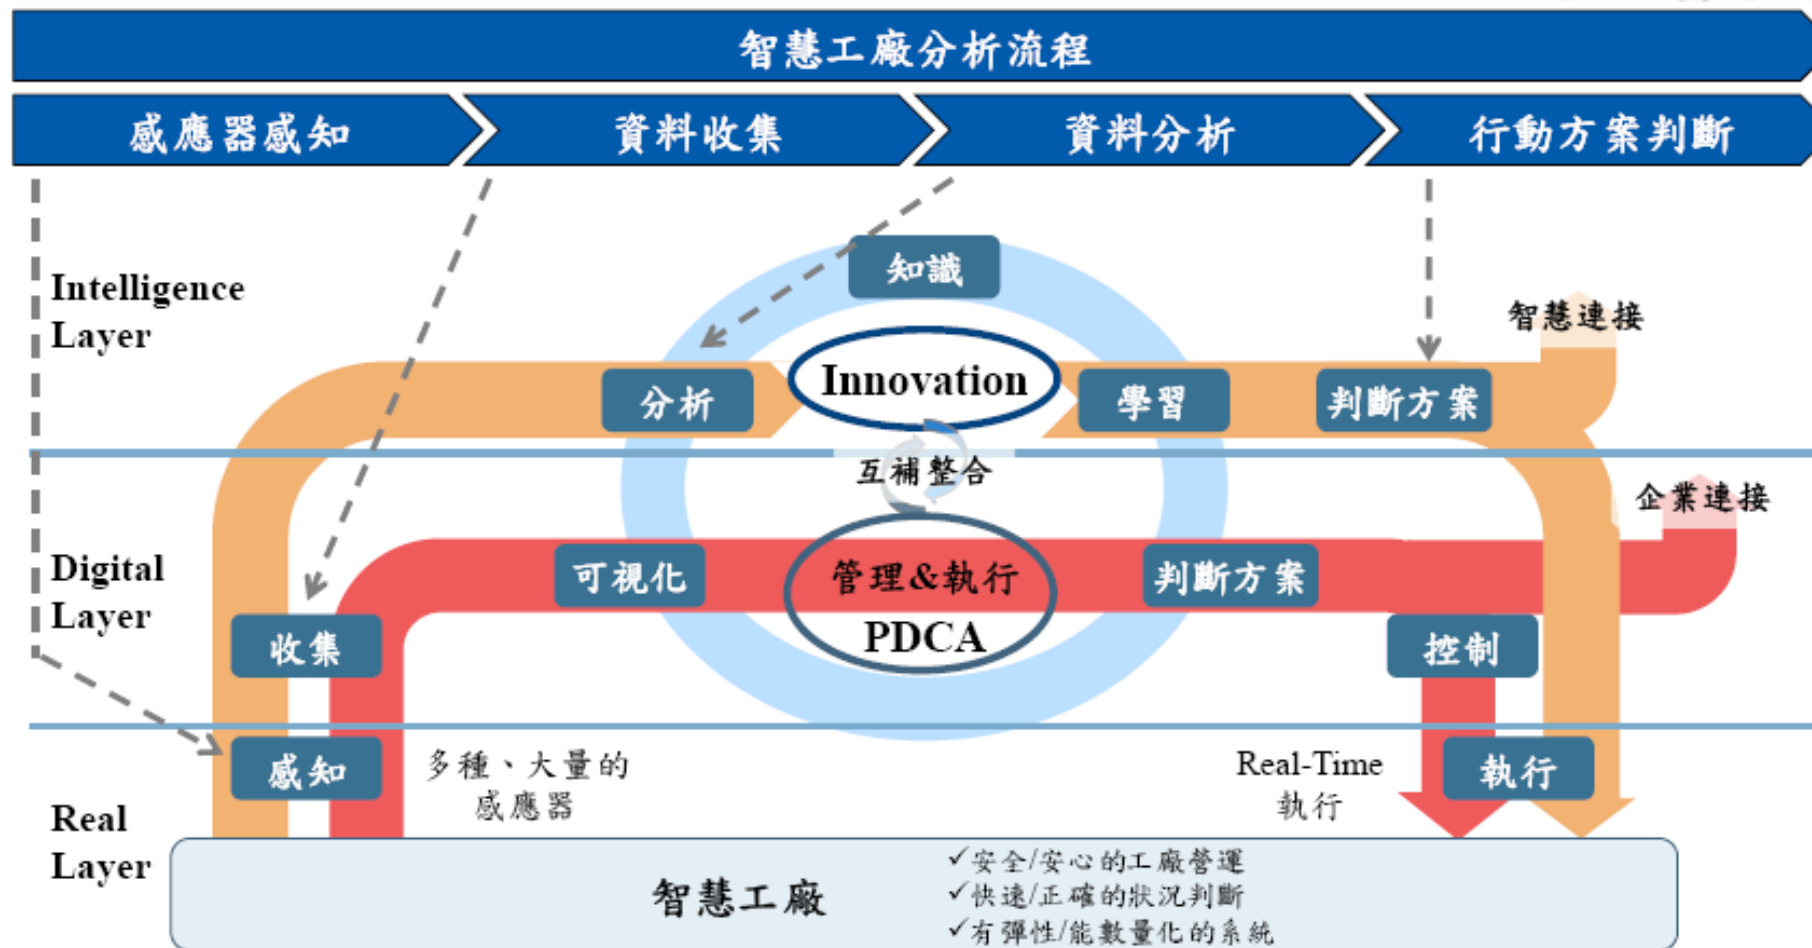 智慧工廠分析流程
感應器感知
資料收集
資料分析
行動方案判斷
Intelligence
Layer
知識
智慧連接
分析
Innovation
學習
判斷方案
互補整合
企業連接
Digital
Layer
可視化
管理&執行
PDCA
判斷方案
收集
控制
感知
多種、大量的
感應器
Real-Time
執行
執行
Real
Layer
智慧工廠
✓安全/安心的工廠營運
✓快速/正確的狀況判斷
✓有彈性/能數量化的系統